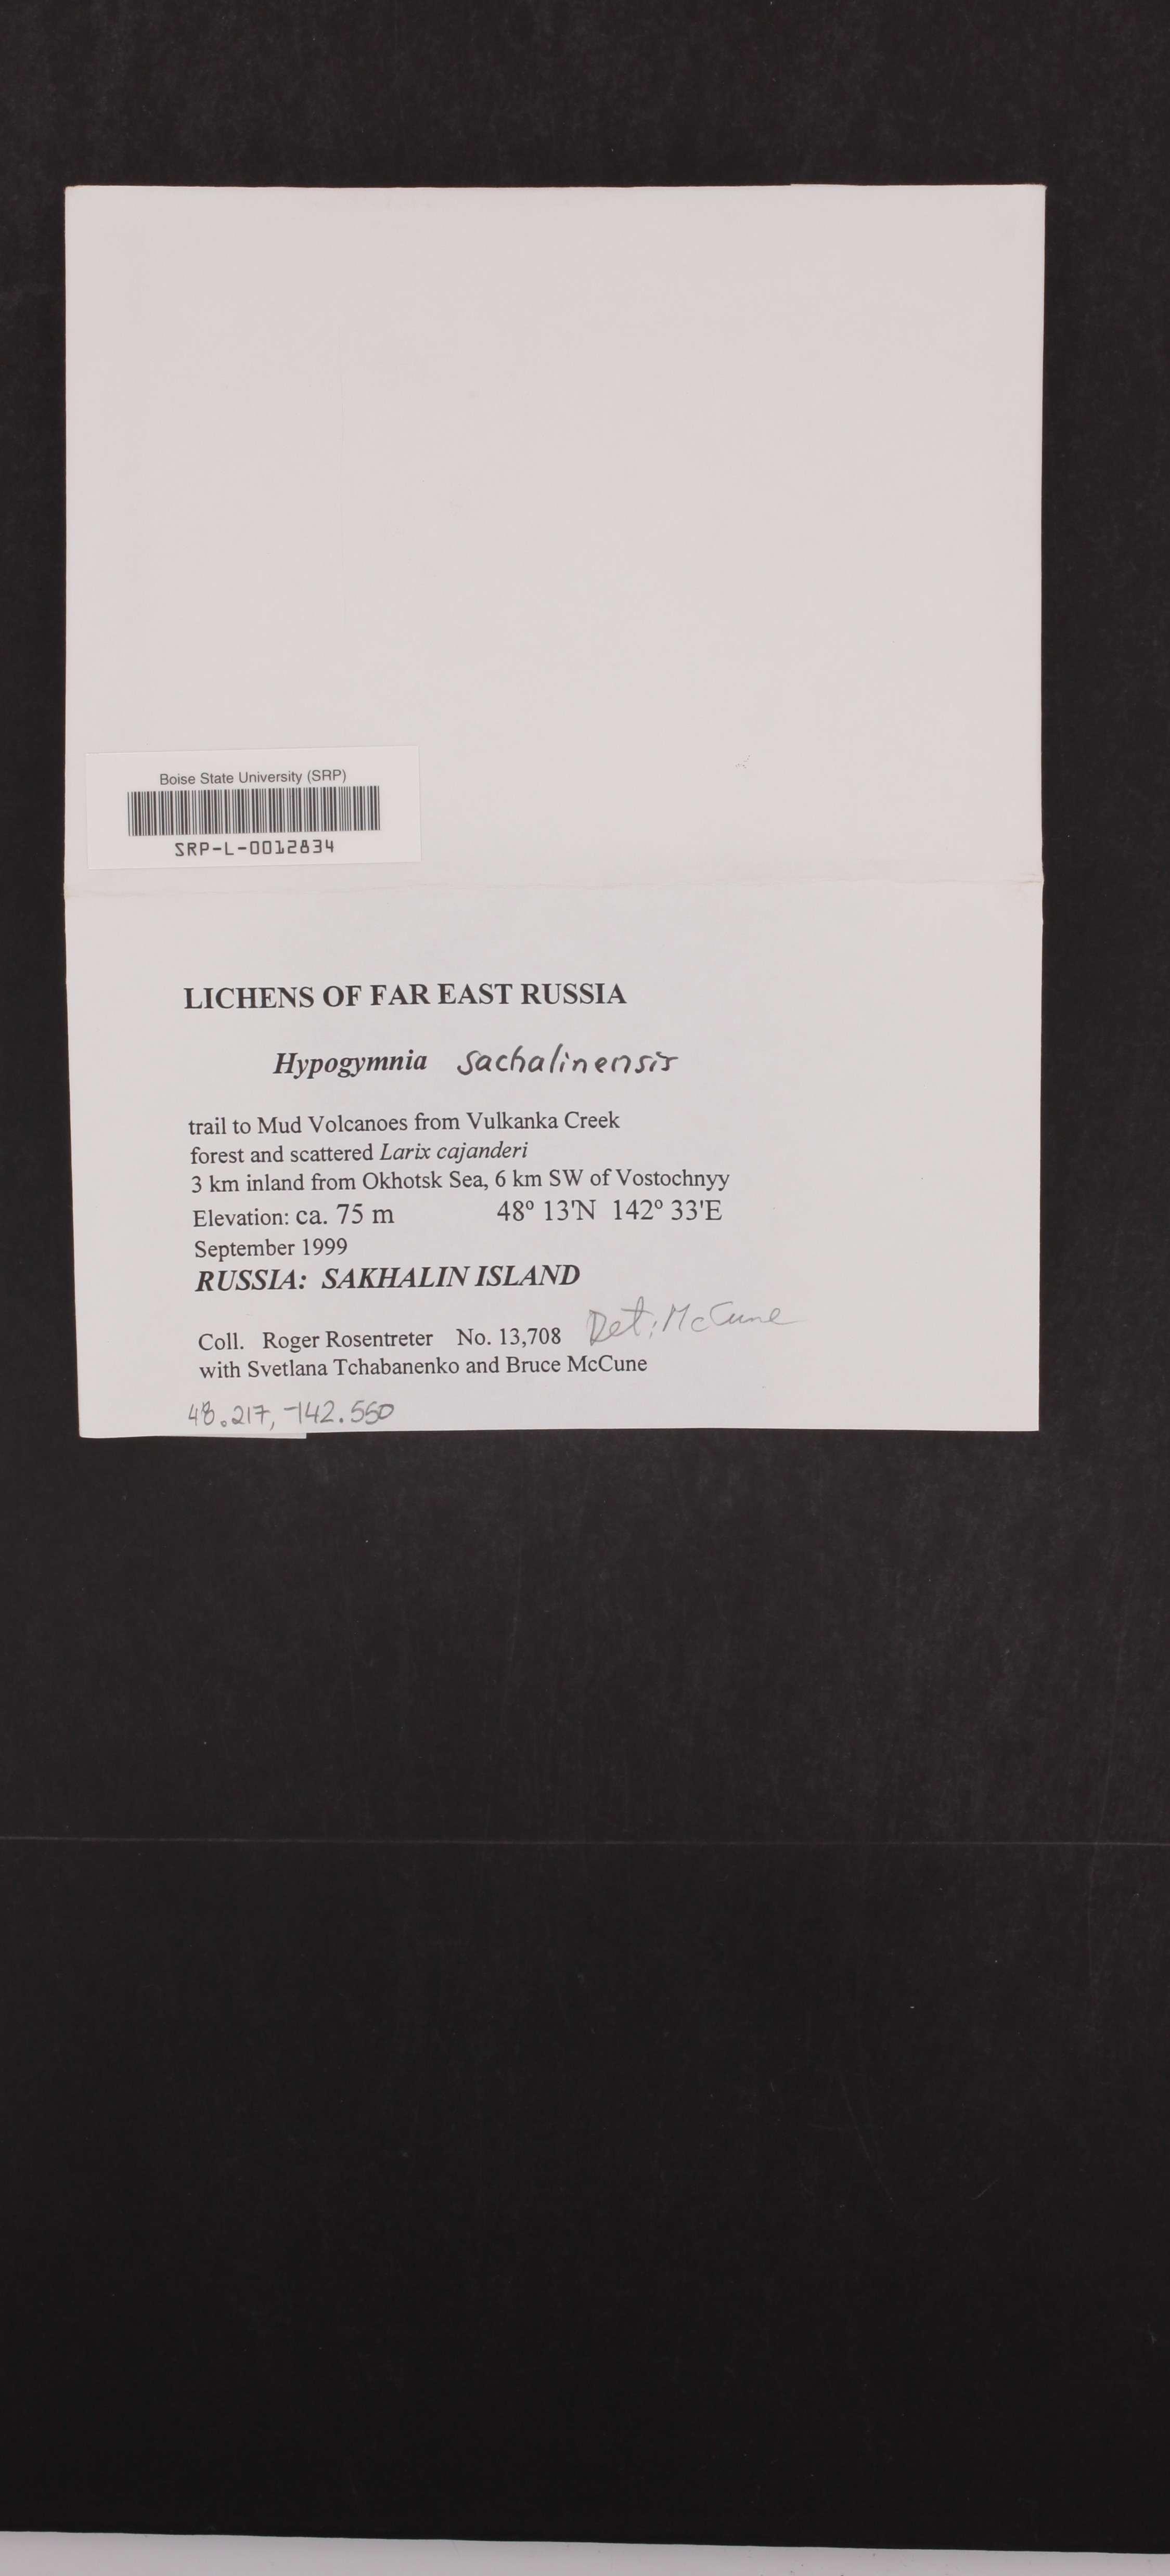 Boise State University (SRP)
SRP-L-0012834
LICHENS OF FAR EAST RUSSIA
Hypogymnia sachalinensis
trail to Mud Volcanoes from Vulkanka Creek
forest and scattered Larix cajanderi
3 km inland from Okhotsk Sea, 6 km SW of Vostochnyy
Elevation: ca. 75 m 48º 13'N 142º 33'E
September 1999
RUSSIA: SAKHALIN ISLAND
Det: McCune
Coll. Roger Rosentreter No. 13,708
with Svetlana Tchabanenko and Bruce McCune
48.217, -142.550